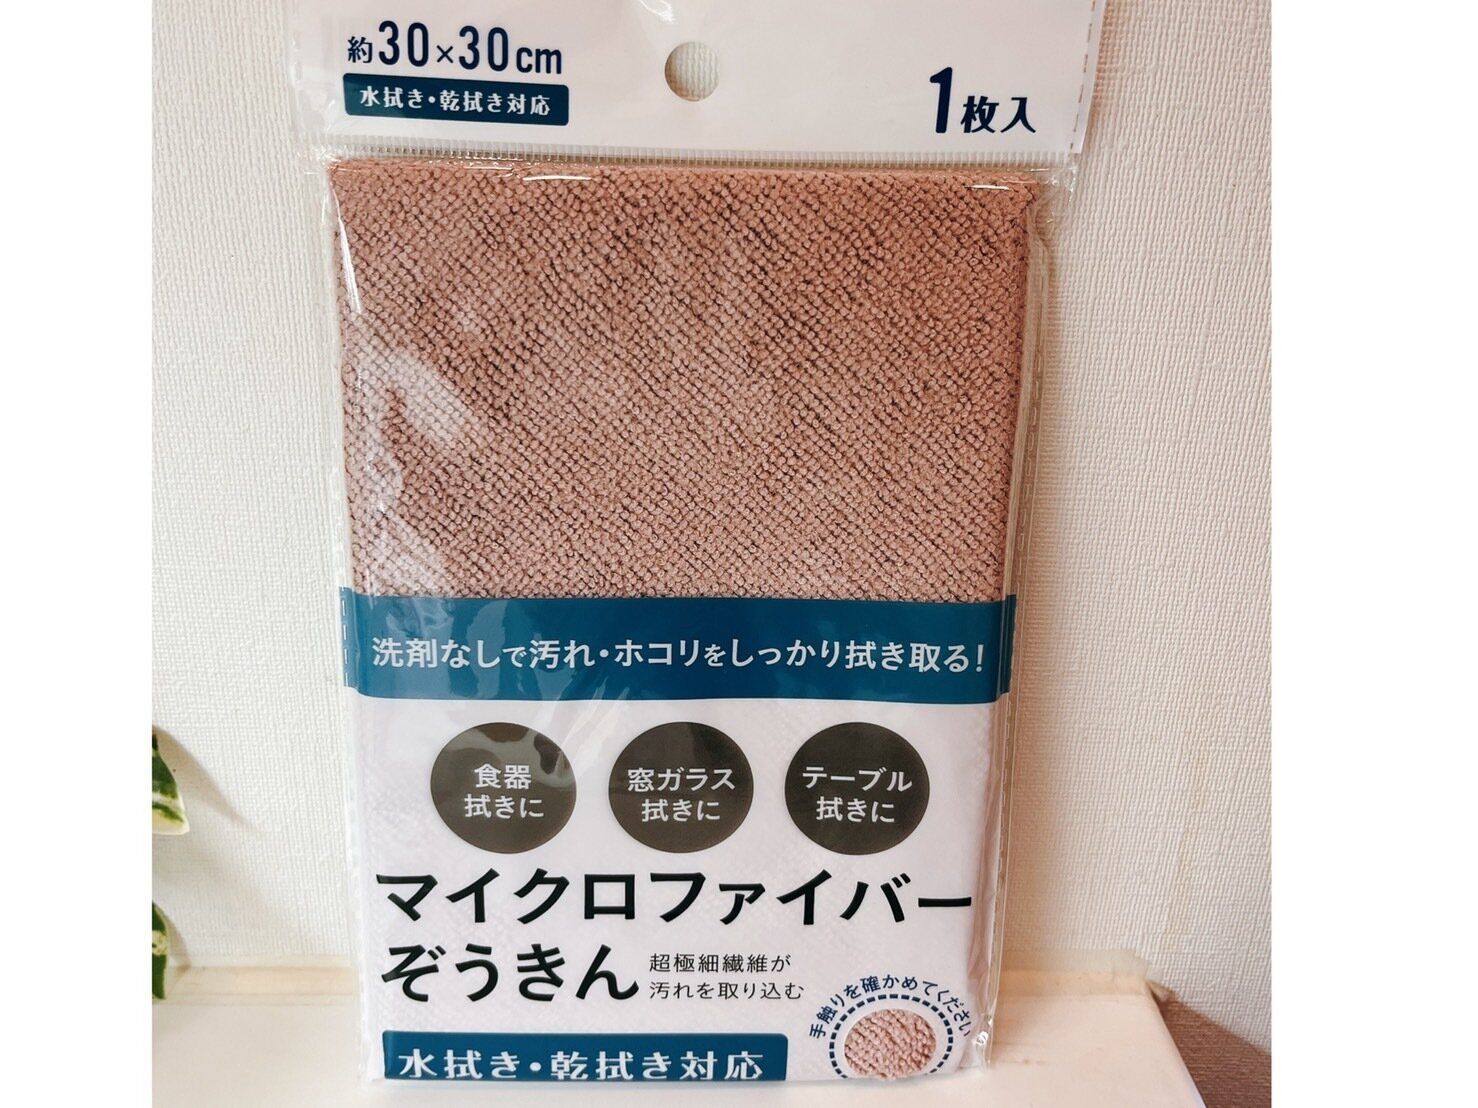 約30×30cm
水拭き・乾拭き対応
1枚入
洗剤なしで汚れ・ホコリをしっかり拭き取る!
食器
拭きに
窓ガラス
拭きに
テーブル
拭きに
マイクロファイバー
ぞうきん
超極細繊維が
汚れを取り込む
手触りを確かめてください
水拭き・乾拭き対応